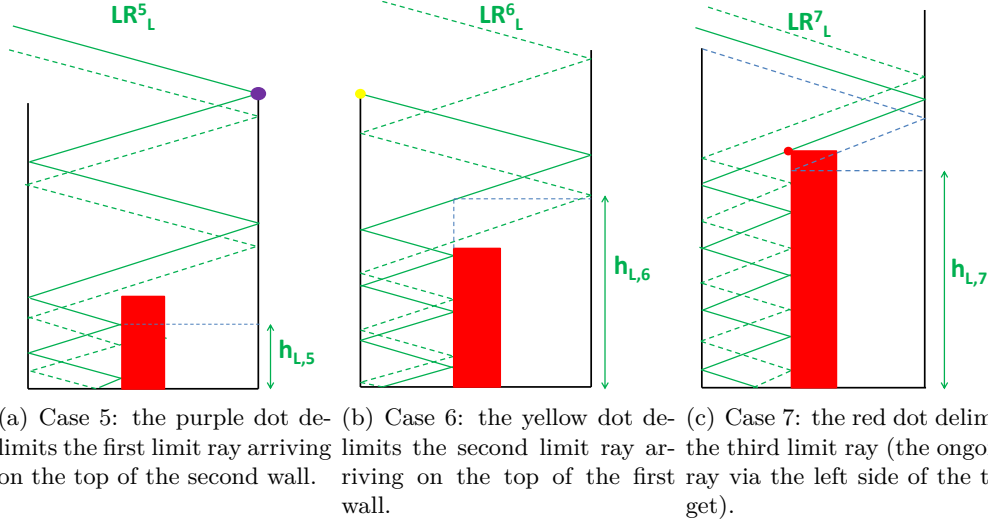 LR⁵L
LR⁶L
LR⁷L
hL,5
hL,6
hL,7
(a) Case 5: the purple dot de-
limits the first limit ray arriving
on the top of the second wall.
(b) Case 6: the yellow dot de-
limits the second limit ray ar-
riving on the top of the first
wall.
(c) Case 7: the red dot delim
the third limit ray (the ongo
ray via the left side of the t
get).